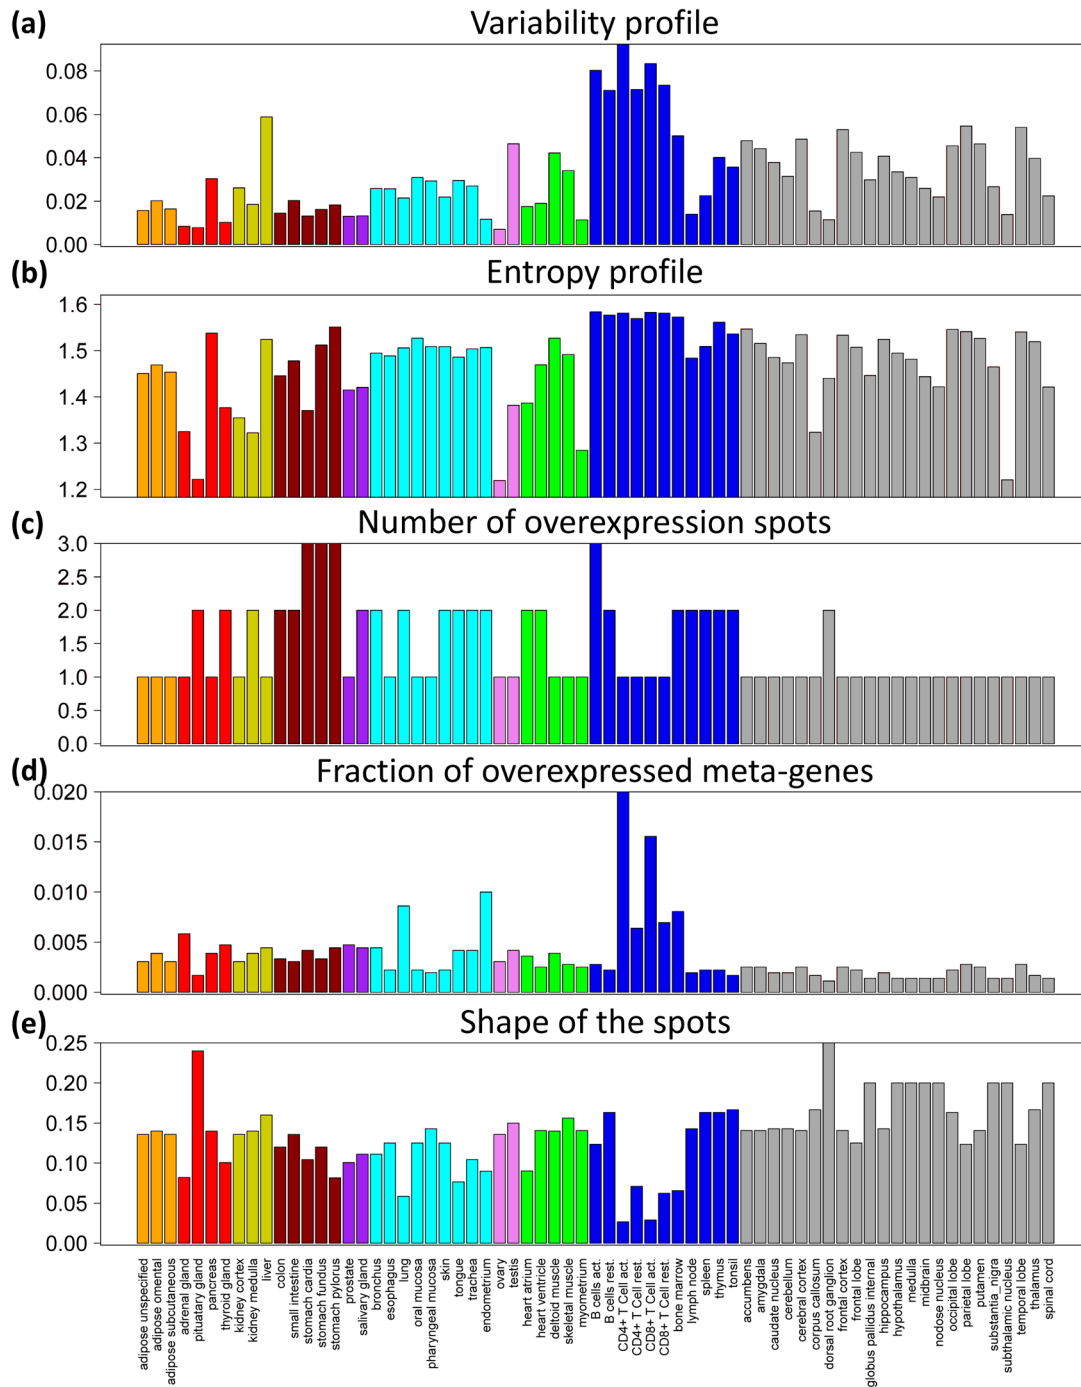 (a)
Variability profile
0.08
0.06
0.04
0.02
0.00
(b)
Entropy profile
1.6
1.5
1.4
1.3
1.2
(c)
Number of overexpression spots
3.0
2.5
2.0
1.5
1.0
0.5
0.0
(d)
Fraction of overexpressed meta-genes
0.020
0.015
0.010
0.005
0.000
(e)
Shape of the spots
0.25
0.20
0.15
0.10
0.05
0.00
adipose unspecified
adipose omental
adipose subcutaneous
adrenal gland
pituitary gland
pancreas
thyroid gland
kidney cortex
kidney medulla
liver
colon
small intestine
stomach cardia
stomach fundus
stomach pylorus
prostate
salivary gland
bronchus
esophagus
lung
oral mucosa
pharyngeal mucosa
skin
tongue
trachea
endometrium
ovary
testis
heart atrium
heart ventricle
deltoid muscle
skeletal muscle
myometrium
B cells act.
B cells rest.
CD4+ T Cell act.
CD4+ T Cell rest.
CD8+ T Cell act.
CD8+ T Cell rest.
bone marrow
lymph node
spleen
thymus
tonsil
accumbens
amygdala
caudate nucleus
cerebellum
cerebral cortex
corpus callosum
dorsal root ganglion
frontal cortex
frontal lobe
globus pallidus internal
hippocampus
hypothalamus
medulla
midbrain
nodose nucleus
occipital lobe
parietal lobe
putamen
substantia_nigra
subthalamic nucleus
temporal lobe
thalamus
spinal cord